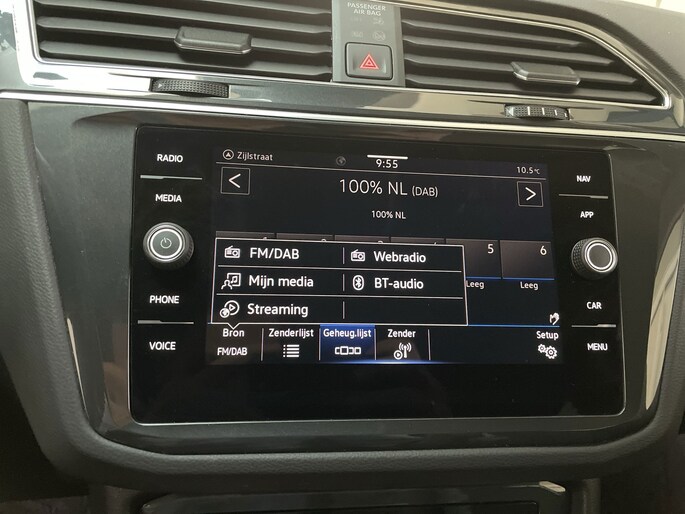 PASSENGER
AIR BAG
RADIO
MEDIA
PHONE
VOICE
Zijlstraat
9:55
10.5°C
100% NL (DAB)
100% NL
5
6
Leeg
Leeg
FM/DAB
Webradio
Mijn media
BT-audio
Streaming
Bron
Zenderlijst
Geheug.lijst
Zender
Setup
FM/DAB
NAV
APP
CAR
MENU